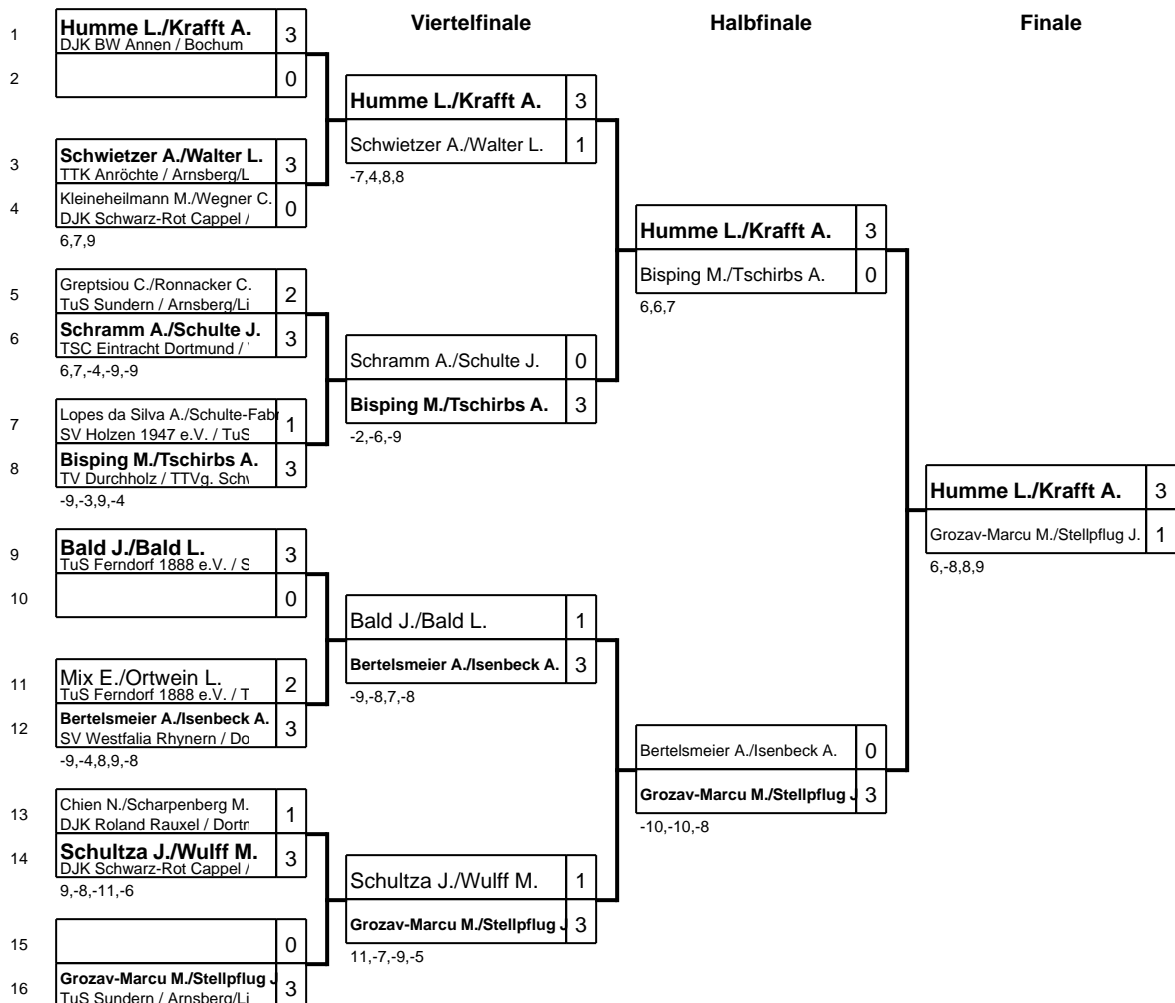 Viertelfinale Halbfinale Finale
1 Humme L./Krafft A. 3
DJK BW Annen / Bochum
2 0
3 Schwietzer A./Walter L. 3
TTK Anröchte / Arnsberg/L
4 Kleineheilmann M./Wegner C. 0
DJK Schwarz-Rot Cappel /
6,7,9
5 Greptsiou C./Ronnacker C. 2
TuS Sundern / Arnsberg/Li
6 Schramm A./Schulte J. 3
TSC Eintracht Dortmund /
6,7,-4,-9,-9
7 Lopes da Silva A./Schulte-Fabr 1
SV Holzen 1947 e.V. / TuS
8 Bisping M./Tschirbs A. 3
TV Durchholz / TTVg. Schw
-9,-3,9,-4
9 Bald J./Bald L. 3
TuS Ferndorf 1888 e.V. / S
10 0
11 Mix E./Ortwein L. 2
TuS Ferndorf 1888 e.V. / T
12 Bertelsmeier A./Isenbeck A. 3
SV Westfalia Rhynern / Do
-9,-4,8,9,-8
13 Chien N./Scharpenberg M. 1
DJK Roland Rauxel / Dortm
14 Schultza J./Wulff M. 3
DJK Schwarz-Rot Cappel /
9,-8,-11,-6
15 0
16 Grozav-Marcu M./Stellpflug J 3
TuS Sundern / Arnsberg/Li
Humme L./Krafft A. 3
Schwietzer A./Walter L. 1
-7,4,8,8
Schramm A./Schulte J. 0
Bisping M./Tschirbs A. 3
-2,-6,-9
Bald J./Bald L. 1
Bertelsmeier A./Isenbeck A. 3
-9,-8,7,-8
Schultza J./Wulff M. 1
Grozav-Marcu M./Stellpflug J 3
11,-7,-9,-5
Humme L./Krafft A. 3
Bisping M./Tschirbs A. 0
6,6,7
Bertelsmeier A./Isenbeck A. 0
Grozav-Marcu M./Stellpflug J 3
-10,-10,-8
Humme L./Krafft A. 3
Grozav-Marcu M./Stellpflug J. 1
6,-8,8,9